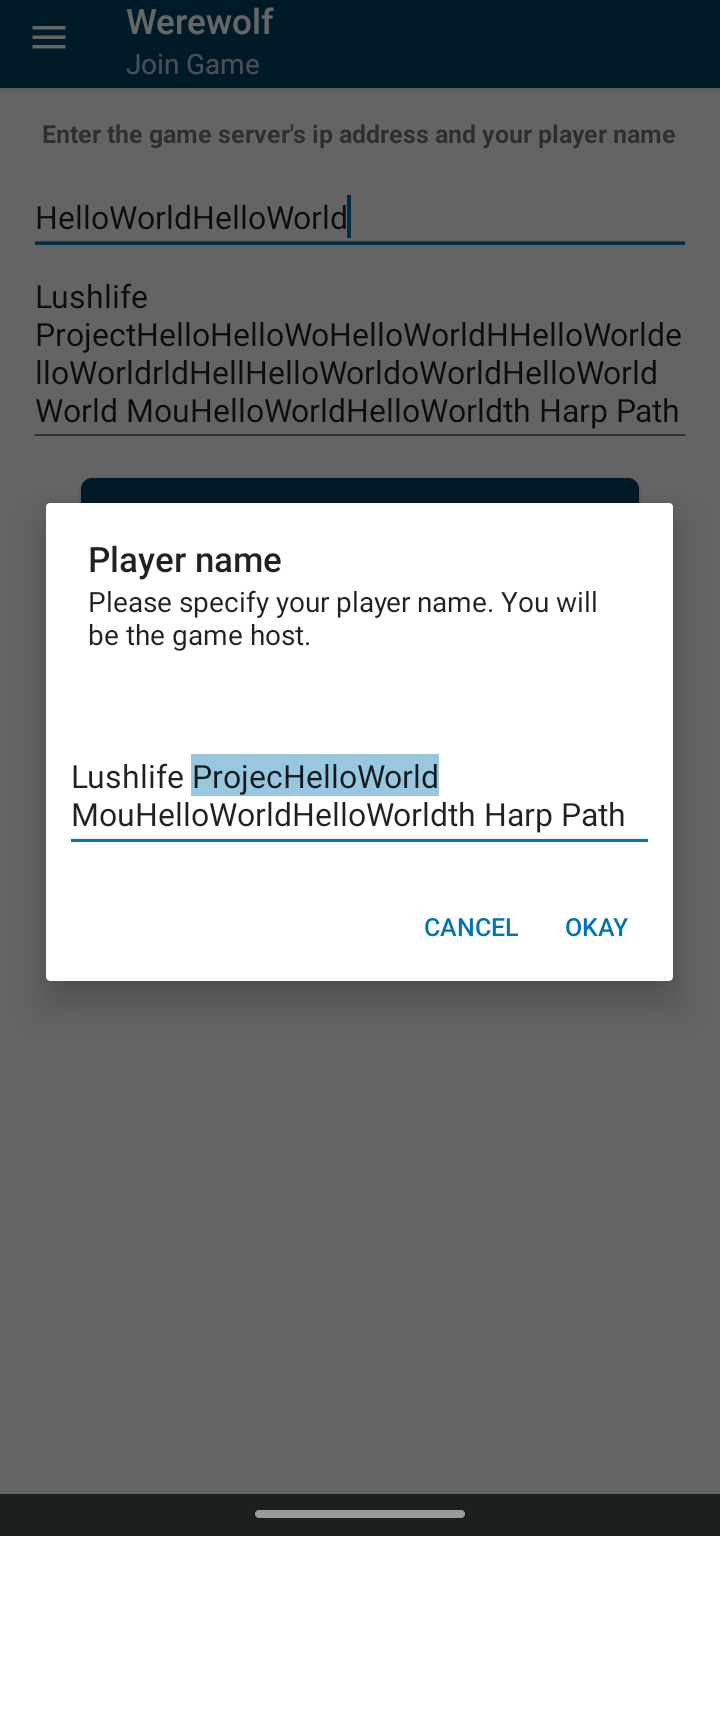 Werewolf
Join Game
Enter the game server's ip address and your player name
HelloWorldHelloWorld
Lushlife
ProjectHelloHelloWoHelloWorldHHelloWorlde
lloWorldrldHellHelloWorldoWorldHelloWorld
World MouHelloWorldHelloWorldth Harp Path
Player name
Please specify your player name. You will
be the game host.
Lushlife ProjecHelloWorld
MouHelloWorldHelloWorldth Harp Path
CANCEL OKAY